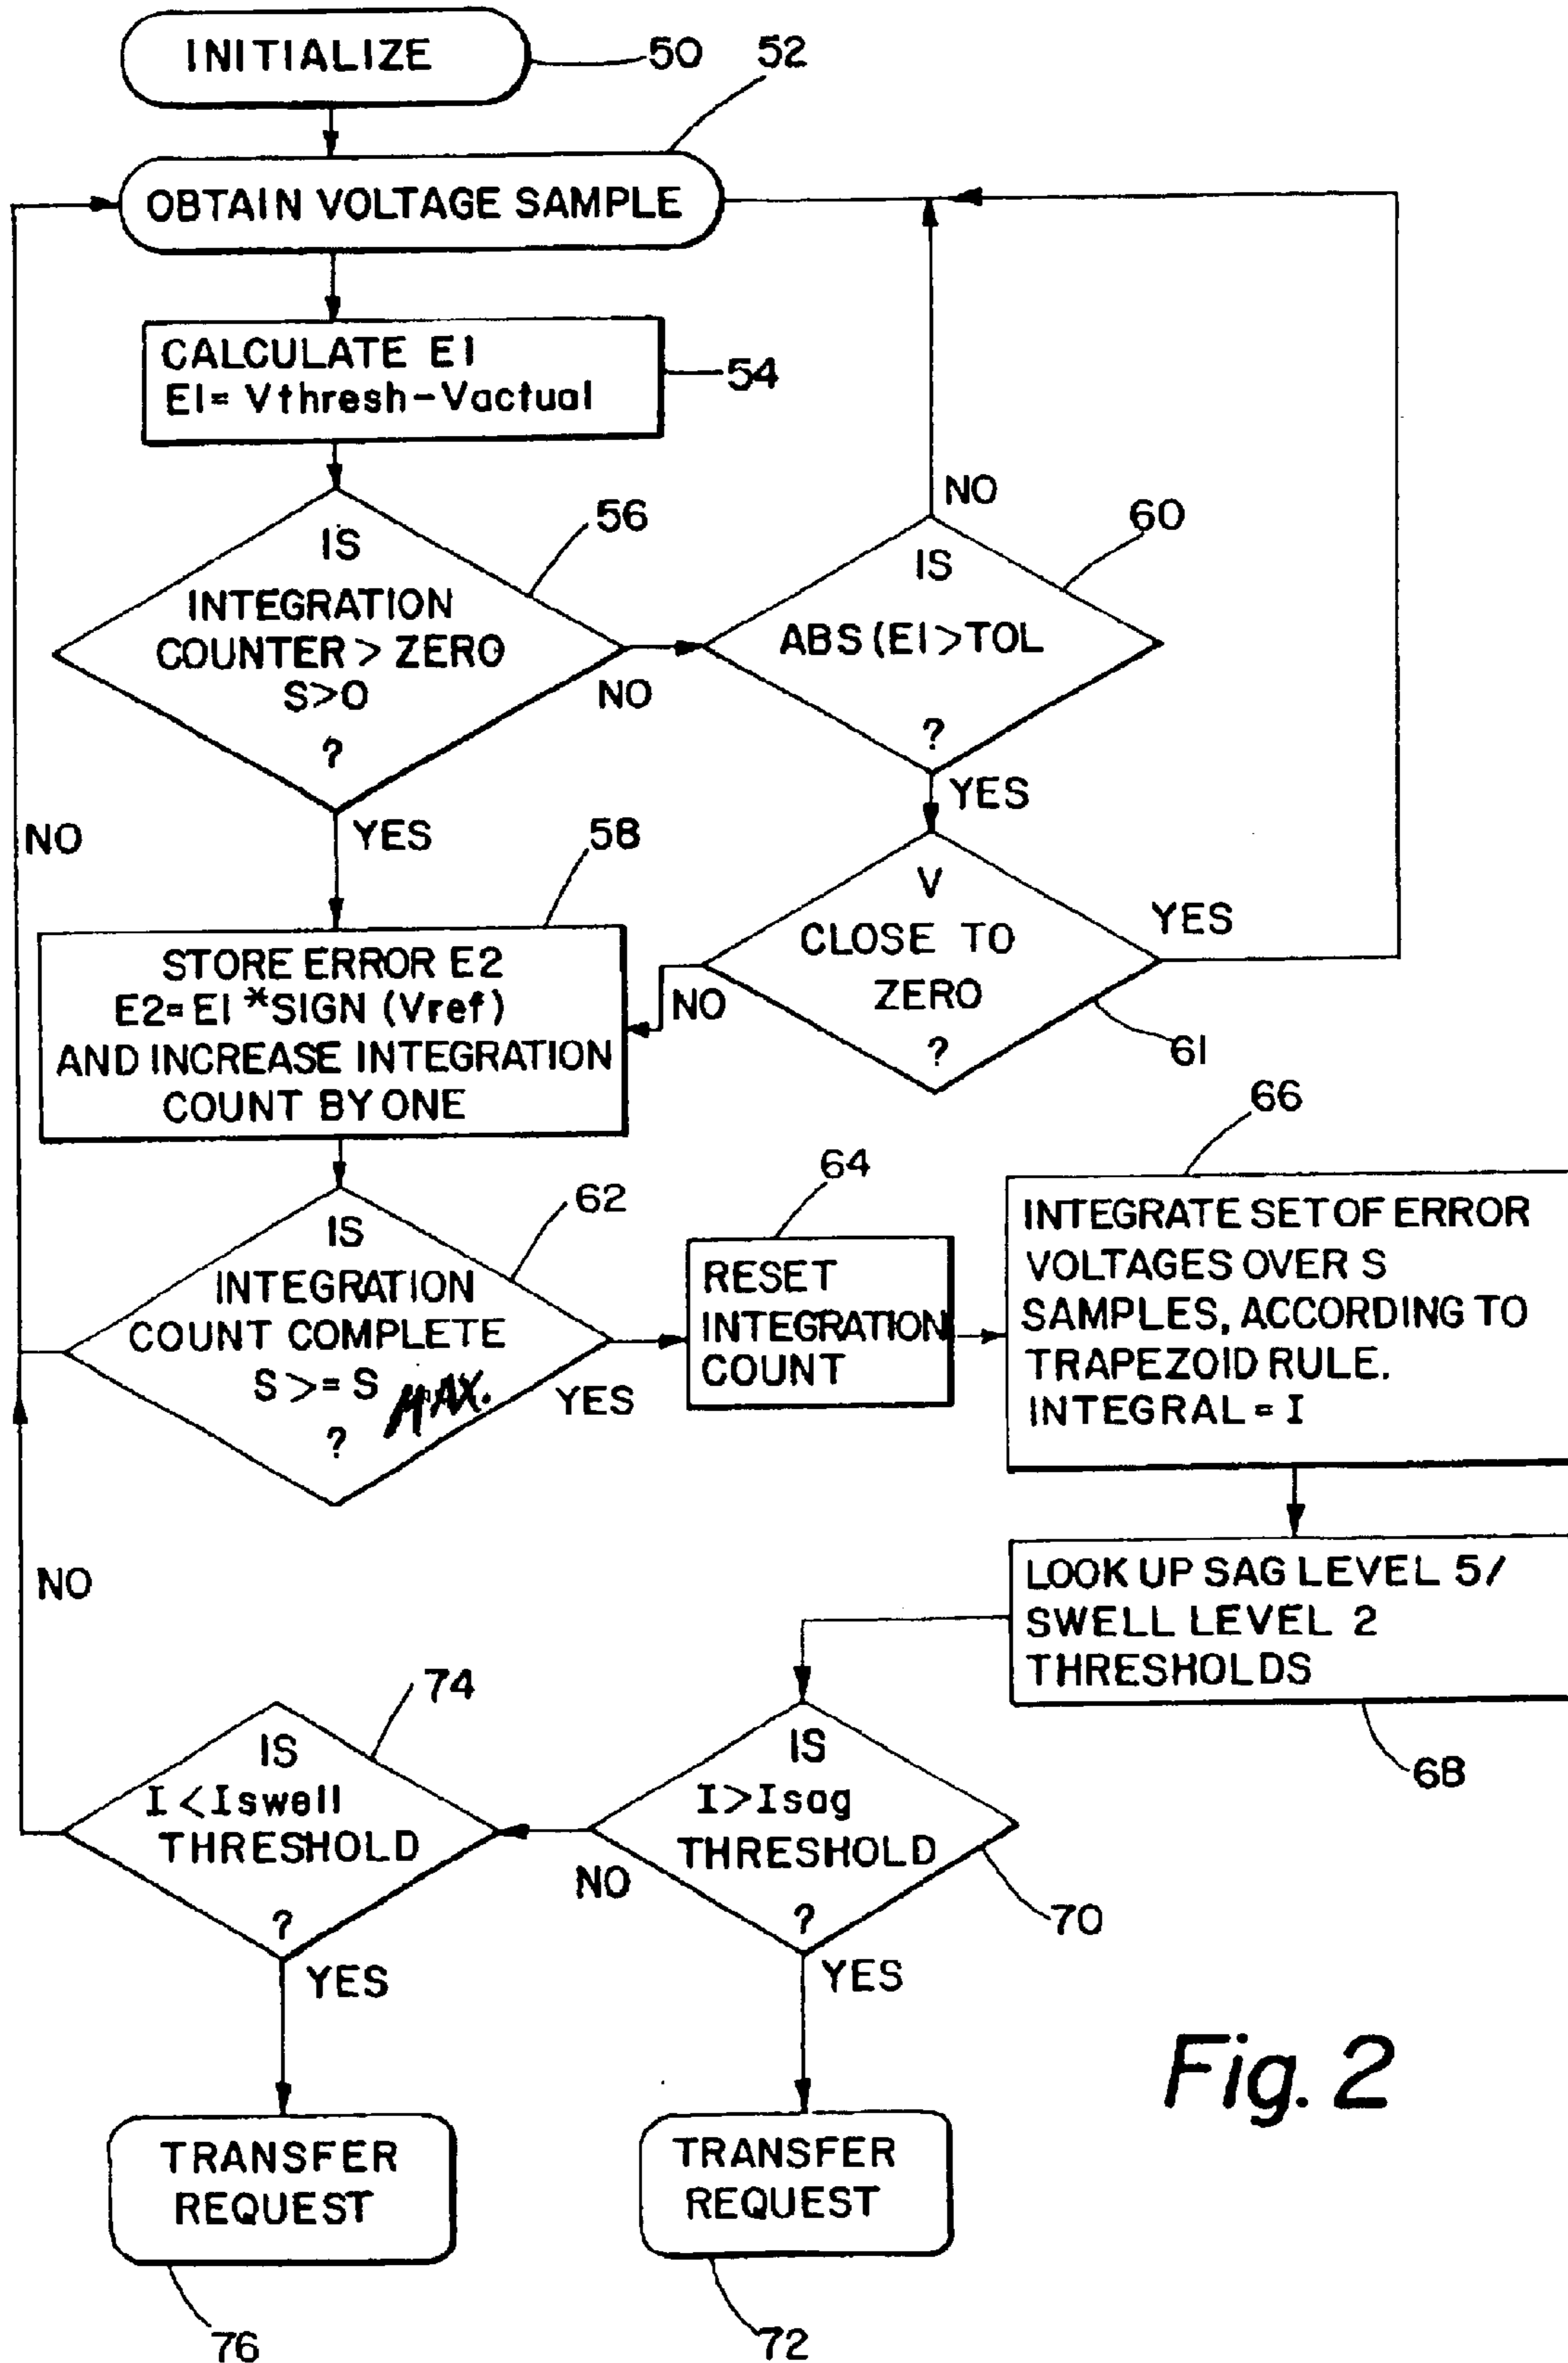 INITIALIZE
50
52
OBTAIN VOLTAGE SAMPLE
CALCULATE E1
E1= Vthresh-Vactual
54
IS
INTEGRATION
COUNTER > ZERO
S>0
?
56
NO
YES
NO
IS
ABS (E1>TOL
?
60
YES
V
CLOSE TO
ZERO
?
YES
NO
61
NO
58
STORE ERROR E2
E2= E1 *SIGN (Vref)
AND INCREASE INTEGRATION
COUNT BY ONE
IS
INTEGRATION
COUNT COMPLETE
S >= S MAX.
?
62
YES
64
RESET
INTEGRATION
COUNT
66
INTEGRATE SET OF ERROR
VOLTAGES OVER S
SAMPLES, ACCORDING TO
TRAPEZOID RULE.
INTEGRAL = I
LOOK UP SAG LEVEL 5/
SWELL LEVEL 2
THRESHOLDS
68
NO
74
IS
I <Iswell
THRESHOLD
?
YES
NO
IS
I>Isag
THRESHOLD
?
70
YES
TRANSFER
REQUEST
76
TRANSFER
REQUEST
72
Fig. 2